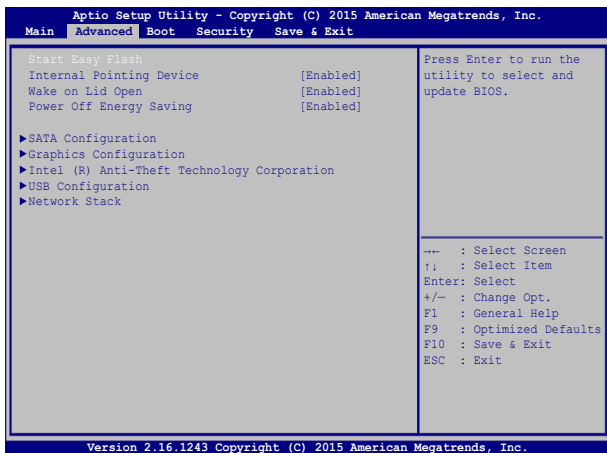 Aptio Setup Utility - Copyright (C) 2015 American Megatrends, Inc.
Main Advanced Boot Security Save & Exit
Start Easy Flash
Internal Pointing Device [Enabled]
Wake on Lid Open [Enabled]
Power Off Energy Saving [Enabled]
▶SATA Configuration
▶Graphics Configuration
▶Intel (R) Anti-Theft Technology Corporation
▶USB Configuration
▶Network Stack
Press Enter to run the
utility to select and
update BIOS.
→← : Select Screen
↑↓ : Select Item
Enter: Select
+/— : Change Opt.
F1 : General Help
F9 : Optimized Defaults
F10 : Save & Exit
ESC : Exit
Version 2.16.1243 Copyright (C) 2015 American Megatrends, Inc.